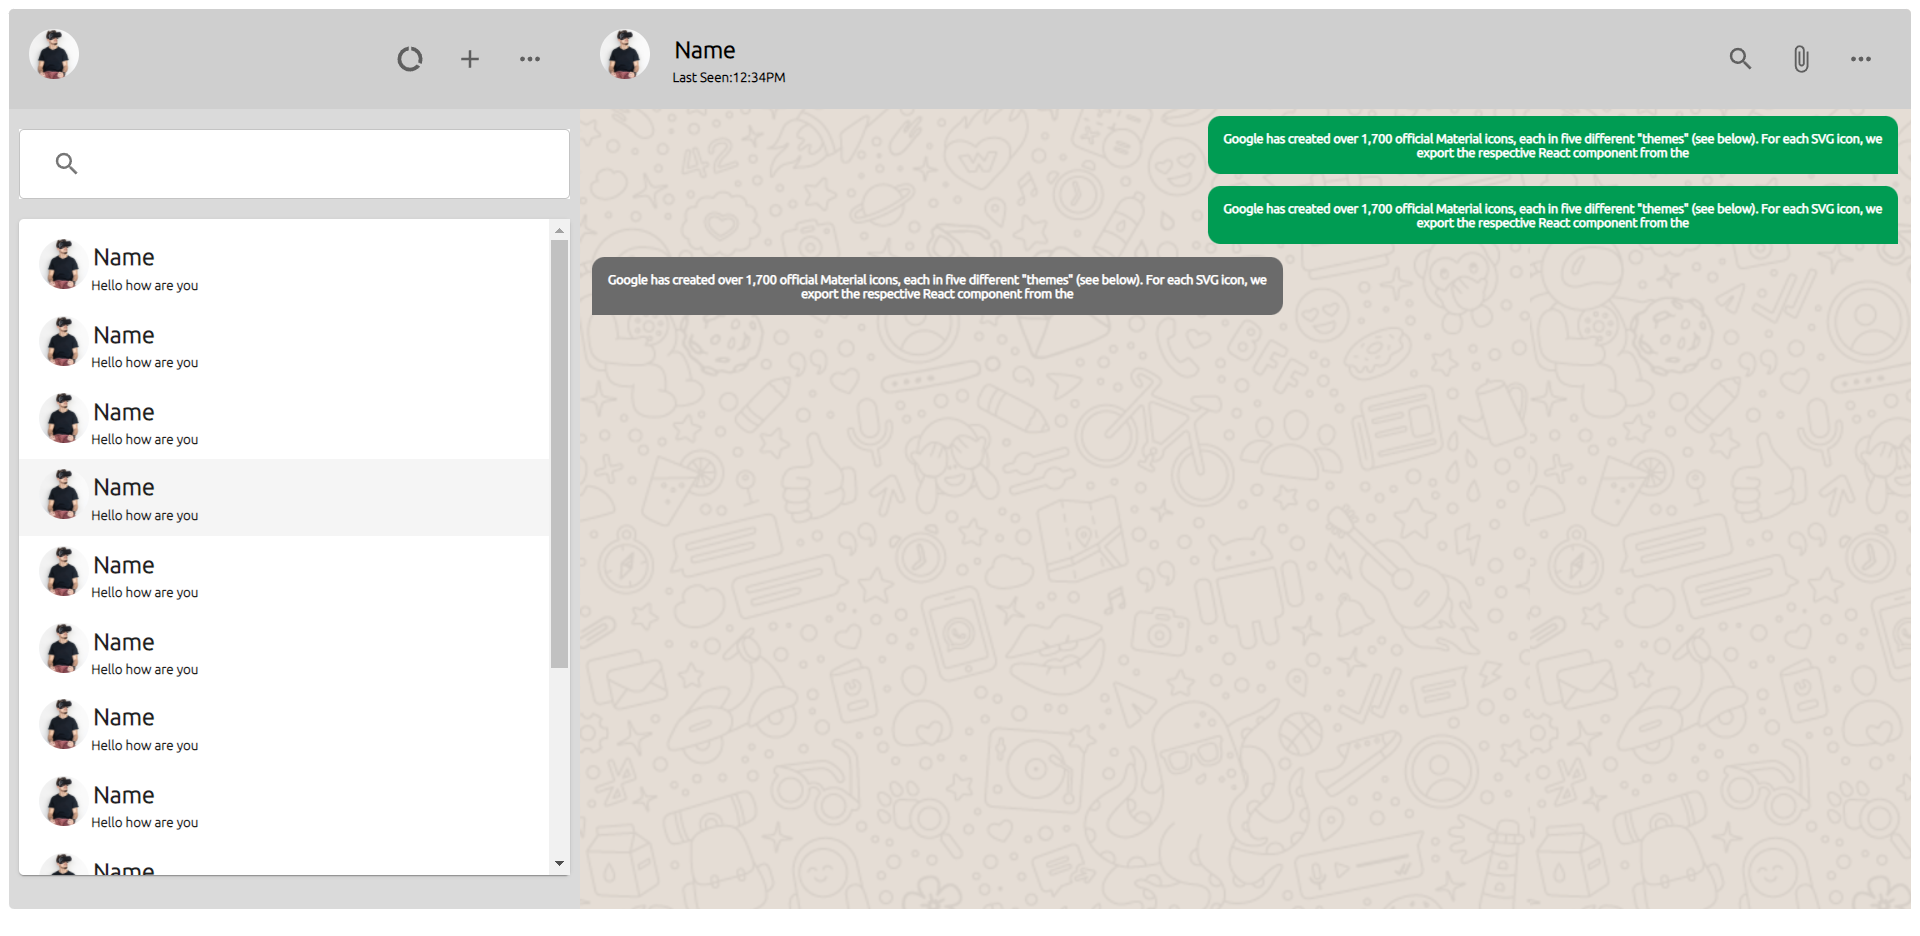 Name
Last Seen:12:34PM
Name
Hello how are you
Name
Hello how are you
Name
Hello how are you
Name
Hello how are you
Name
Hello how are you
Name
Hello how are you
Name
Hello how are you
Name
Hello how are you
Name
Google has created over 1,700 official Material icons, each in five different "themes" (see below). For each SVG icon, we
export the respective React component from the
Google has created over 1,700 official Material icons, each in five different "themes" (see below). For each SVG icon, we
export the respective React component from the
Google has created over 1,700 official Material icons, each in five different "themes" (see below). For each SVG icon, we
export the respective React component from the